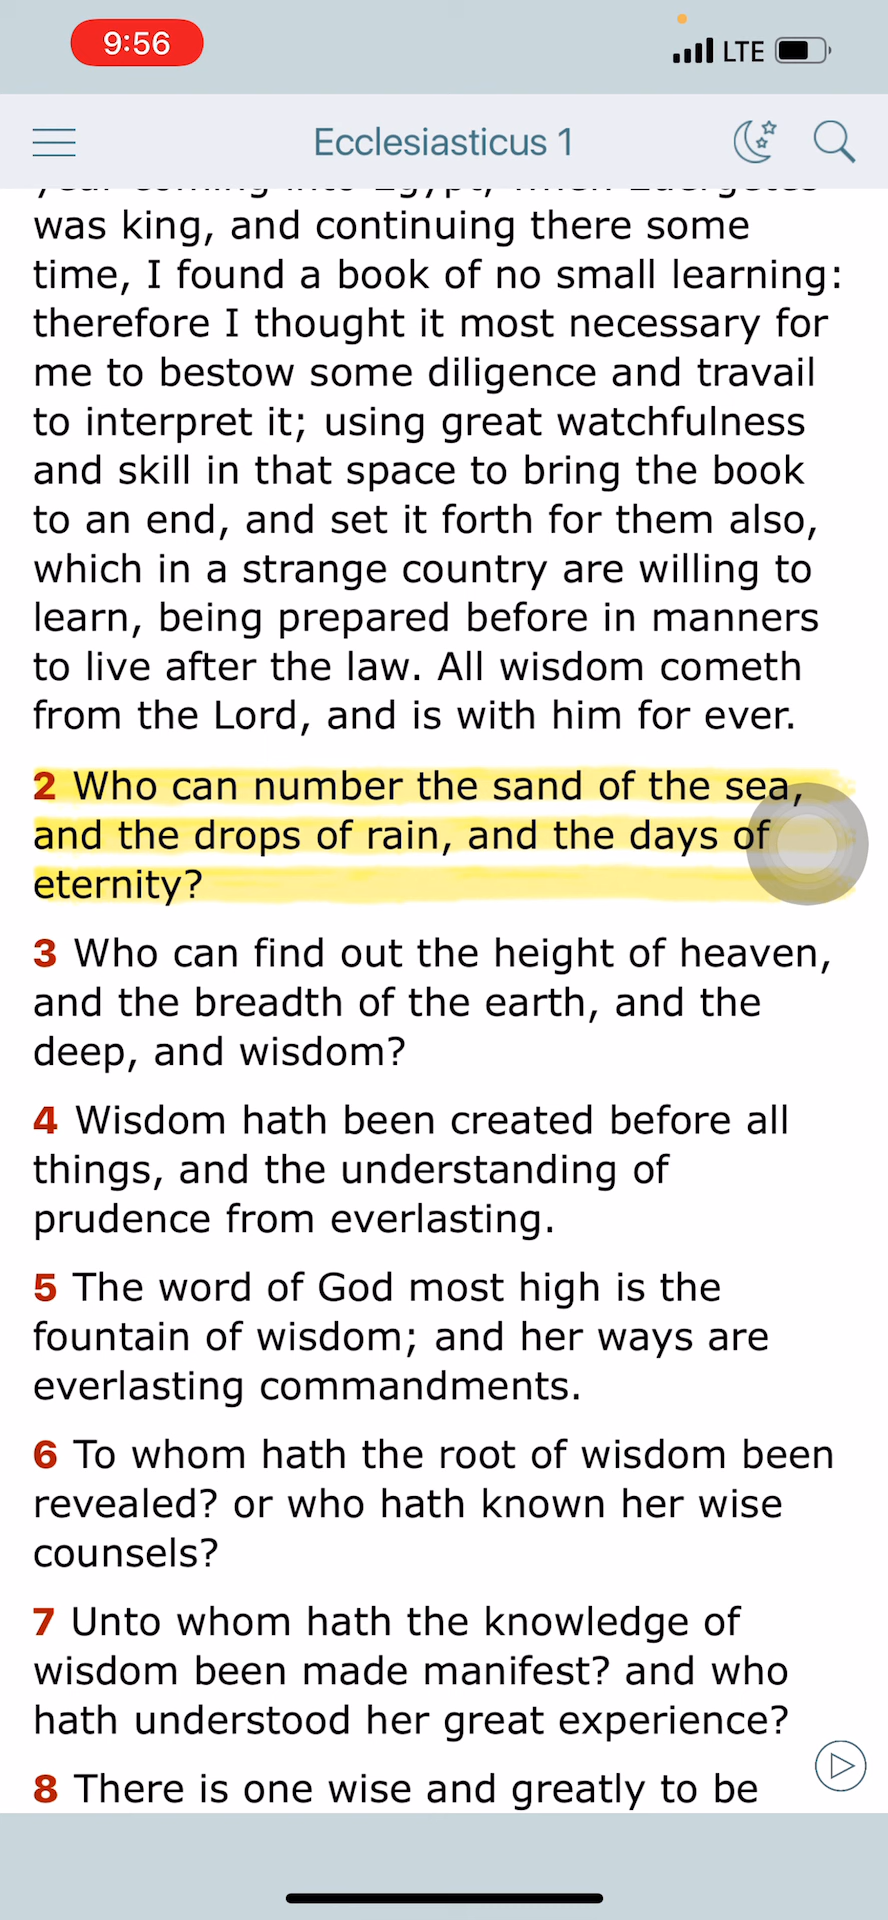 9:56
LTE
Ecclesiasticus 1
was king, and continuing there some
time, I found a book of no small learning:
therefore I thought it most necessary for
me to bestow some diligence and travail
to interpret it; using great watchfulness
and skill in that space to bring the book
to an end, and set it forth for them also,
which in a strange country are willing to
learn, being prepared before in manners
to live after the law. All wisdom cometh
from the Lord, and is with him for ever.
2 Who can number the sand of the sea,
and the drops of rain, and the days of
eternity?
3 Who can find out the height of heaven,
and the breadth of the earth, and the
deep, and wisdom?
4 Wisdom hath been created before all
things, and the understanding of
prudence from everlasting.
5 The word of God most high is the
fountain of wisdom; and her ways are
everlasting commandments.
6 To whom hath the root of wisdom been
revealed? or who hath known her wise
counsels?
7 Unto whom hath the knowledge of
wisdom been made manifest? and who
hath understood her great experience?
8 There is one wise and greatly to be